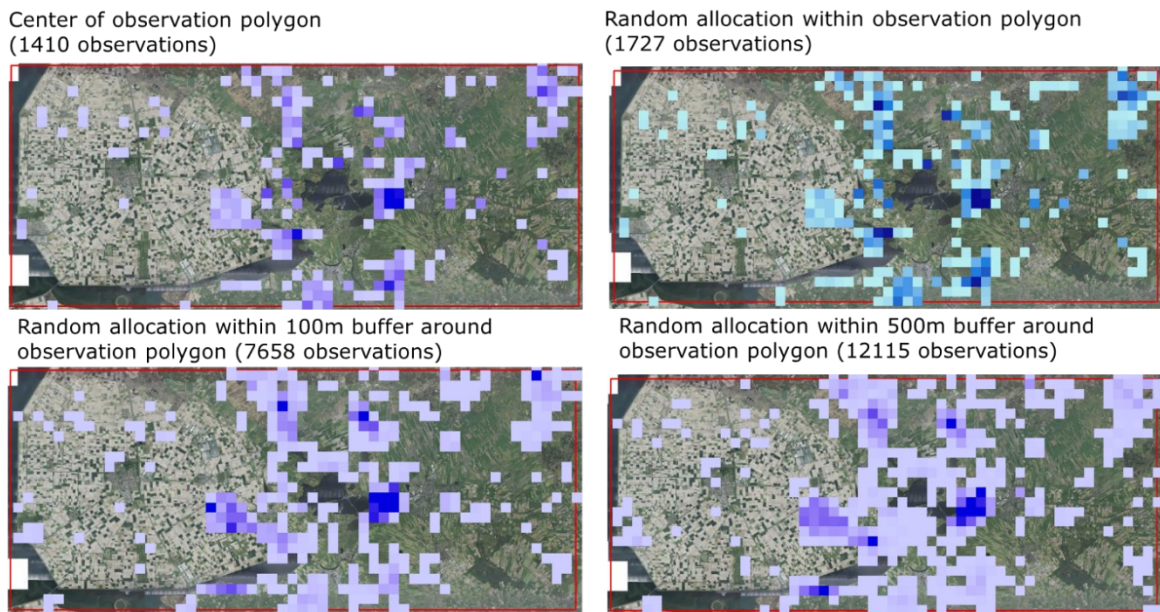 Center of observation polygon
(1410 observations)
Random allocation within observation polygon
(1727 observations)
Random allocation within 100m buffer around
observation polygon (7658 observations)
Random allocation within 500m buffer around
observation polygon (12115 observations)